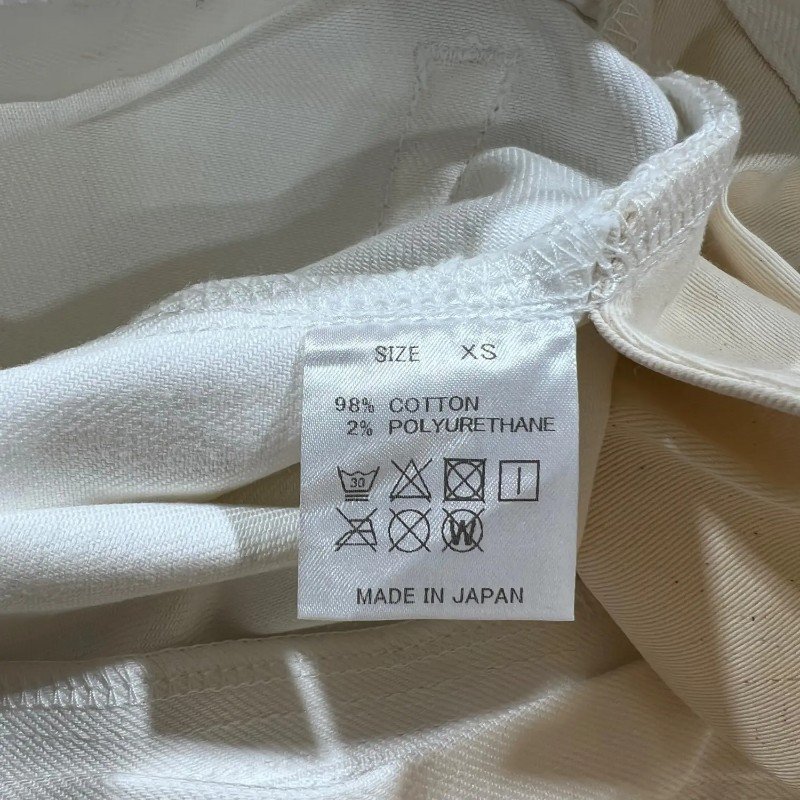 SIZE XS
98% COTTON
2% POLYURETHANE
30
W
MADE IN JAPAN